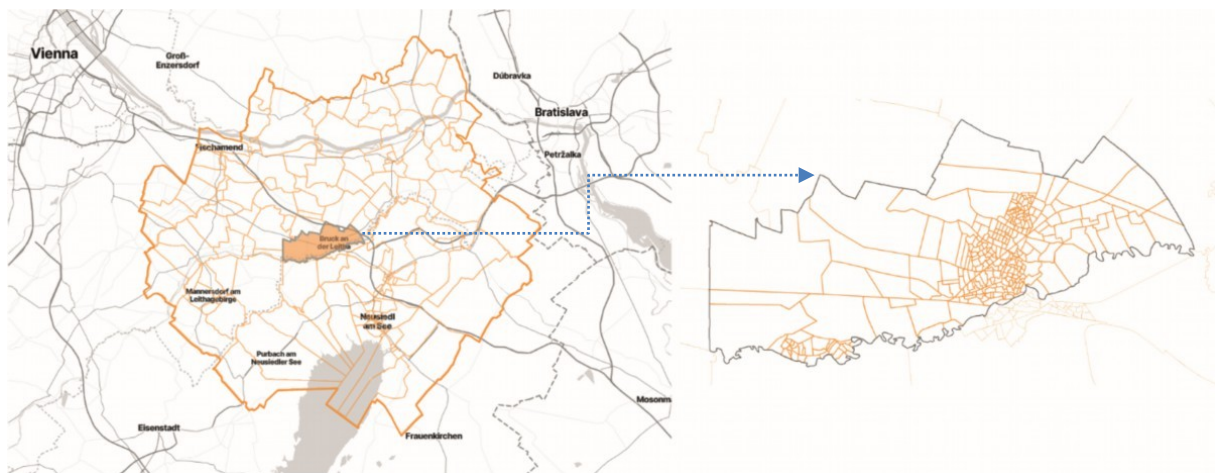 Vienna
Groß-
Enzersdorf
Dúbravka
Bratislava
Petržalka
Fischamend
Bruck an
der Leitha
Mannersdorf am
Leithagebirge
Neusiedl
am See
Purbach am
Neusiedler See
Eisenstadt
Frauenkirchen
Mosonm